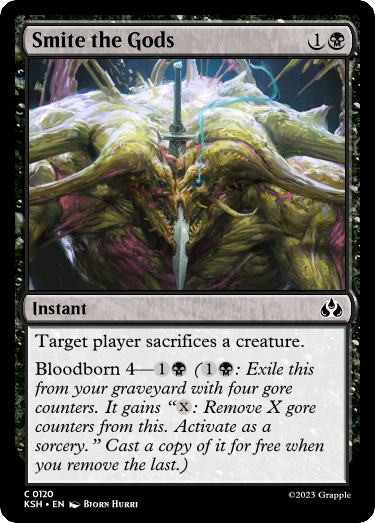 Smite the Gods 1
Instant
Target player sacrifices a creature.
Bloodborn 4—1 (1: Exile this
from your graveyard with four gore
counters. It gains “X: Remove X gore
counters from this. Activate as a
sorcery.” Cast a copy of it for free when
you remove the last.)
C 0120
KSH • EN Bjorn Hurri
©2023 Grapple